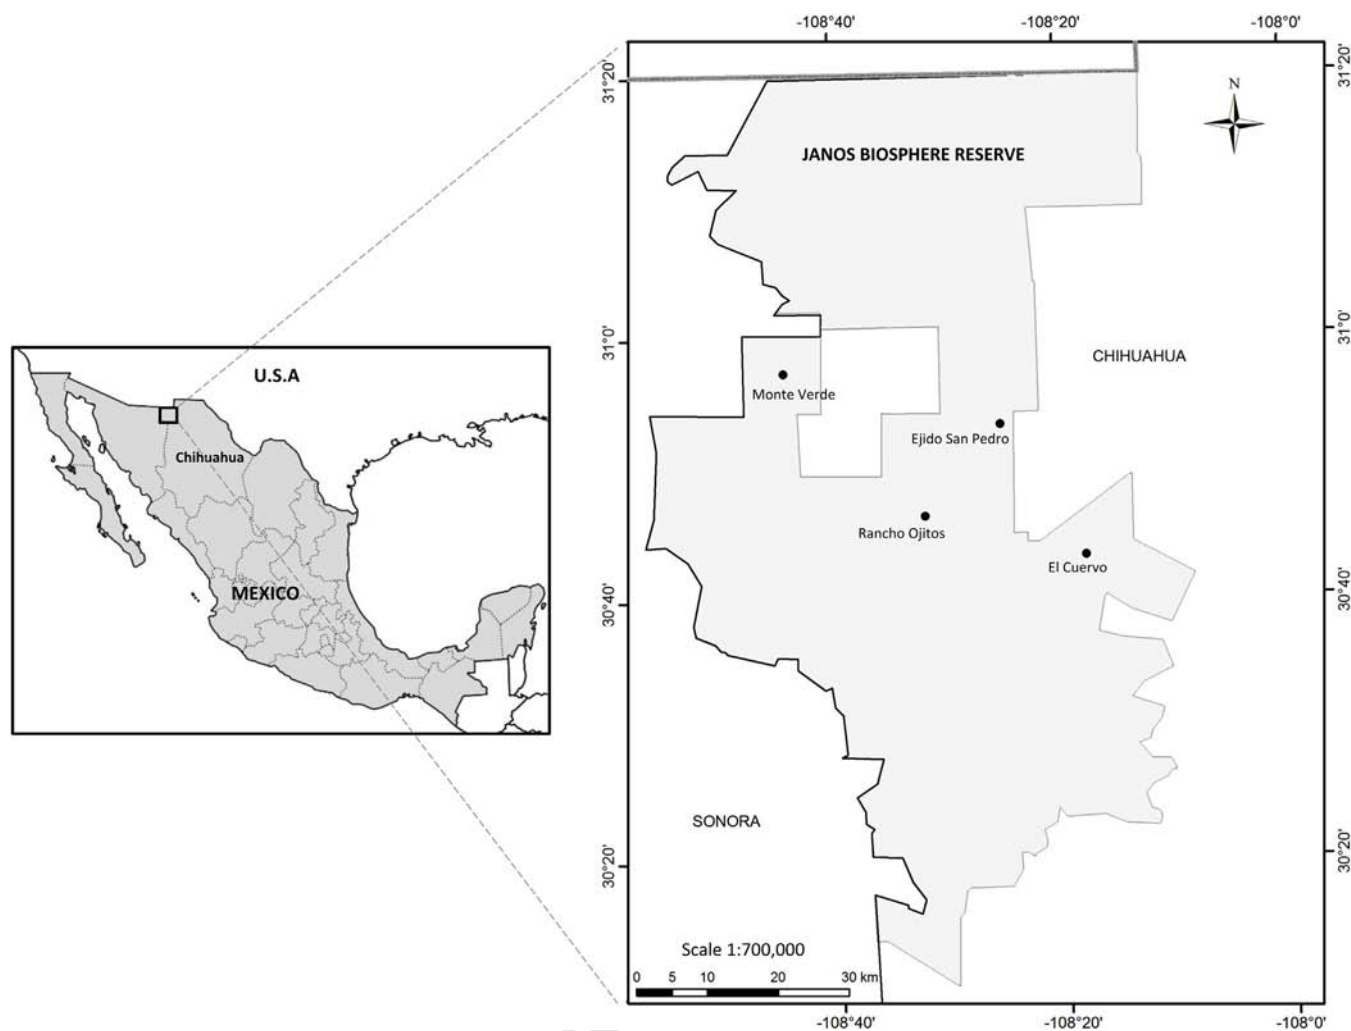 -108°40'
-108°20'
-108°0'
31°20'
31°20'
N
JANOS BIOSPHERE RESERVE
31°0'
31°0'
CHIHUAHUA
U.S.A
Monte Verde
Ejido San Pedro
Chihuahua
Rancho Ojitos
El Cuervo
MEXICO
30°40'
30°40'
SONORA
30°20'
30°20'
Scale 1:700,000
0 5 10 20 30 km
-108°40'
-108°20'
-108°0'